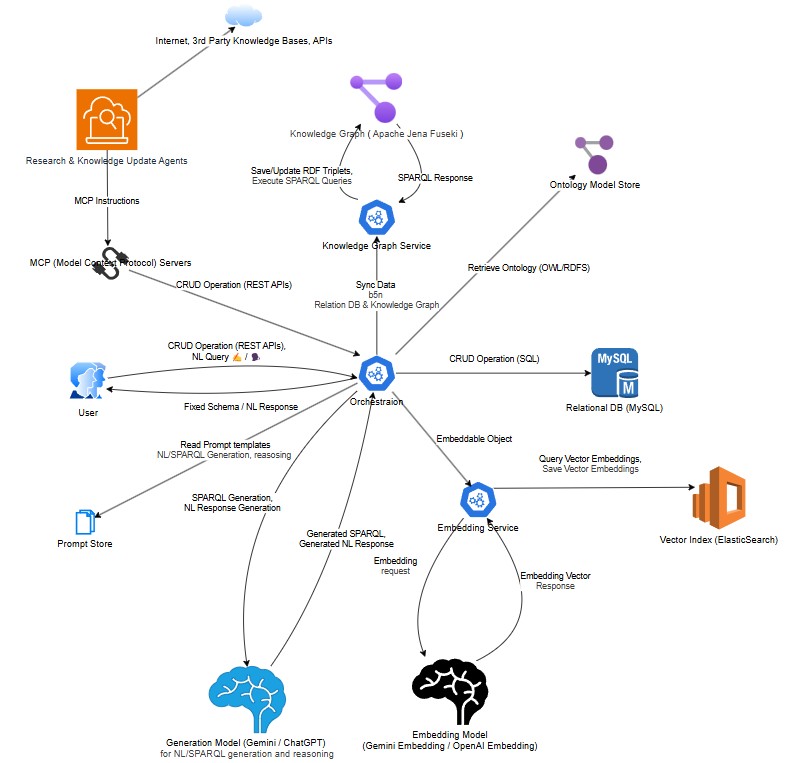 Internet, 3rd Party Knowledge Bases, APIs
Knowledge Graph ( Apache Jena Fuseki )
Research & Knowledge Update Agents
Save/Update RDF Triplets,
Execute SPARQL Queries
SPARQL Response
Ontology Model Store
MCP Instructions
Knowledge Graph Service
MCP (Model Context Protocol) Servers
Retrieve Ontology (OWL/RDFS)
CRUD Operation (REST APIs)
Sync Data
b5n
Relation DB & Knowledge Graph
CRUD Operation (REST APIs),
NL Query ✍ / 🗣
CRUD Operation (SQL)
MySQL
M
Orchestraion
User
Fixed Schema / NL Response
Relational DB (MySQL)
Read Prompt templates
NL/SPARQL Generation, reasosing
Embeddable Object
Query Vector Embeddings,
Save Vector Embeddings
SPARQL Generation,
NL Response Generation
Embedding Service
Prompt Store
Generated SPARQL,
Generated NL Response
Vector Index (ElasticSearch)
Embedding
request
Embedding Vector
Response
Generation Model (Gemini / ChatGPT)
for NL/SPARQL generation and reasoning
Embedding Model
(Gemini Embedding / OpenAI Embedding)